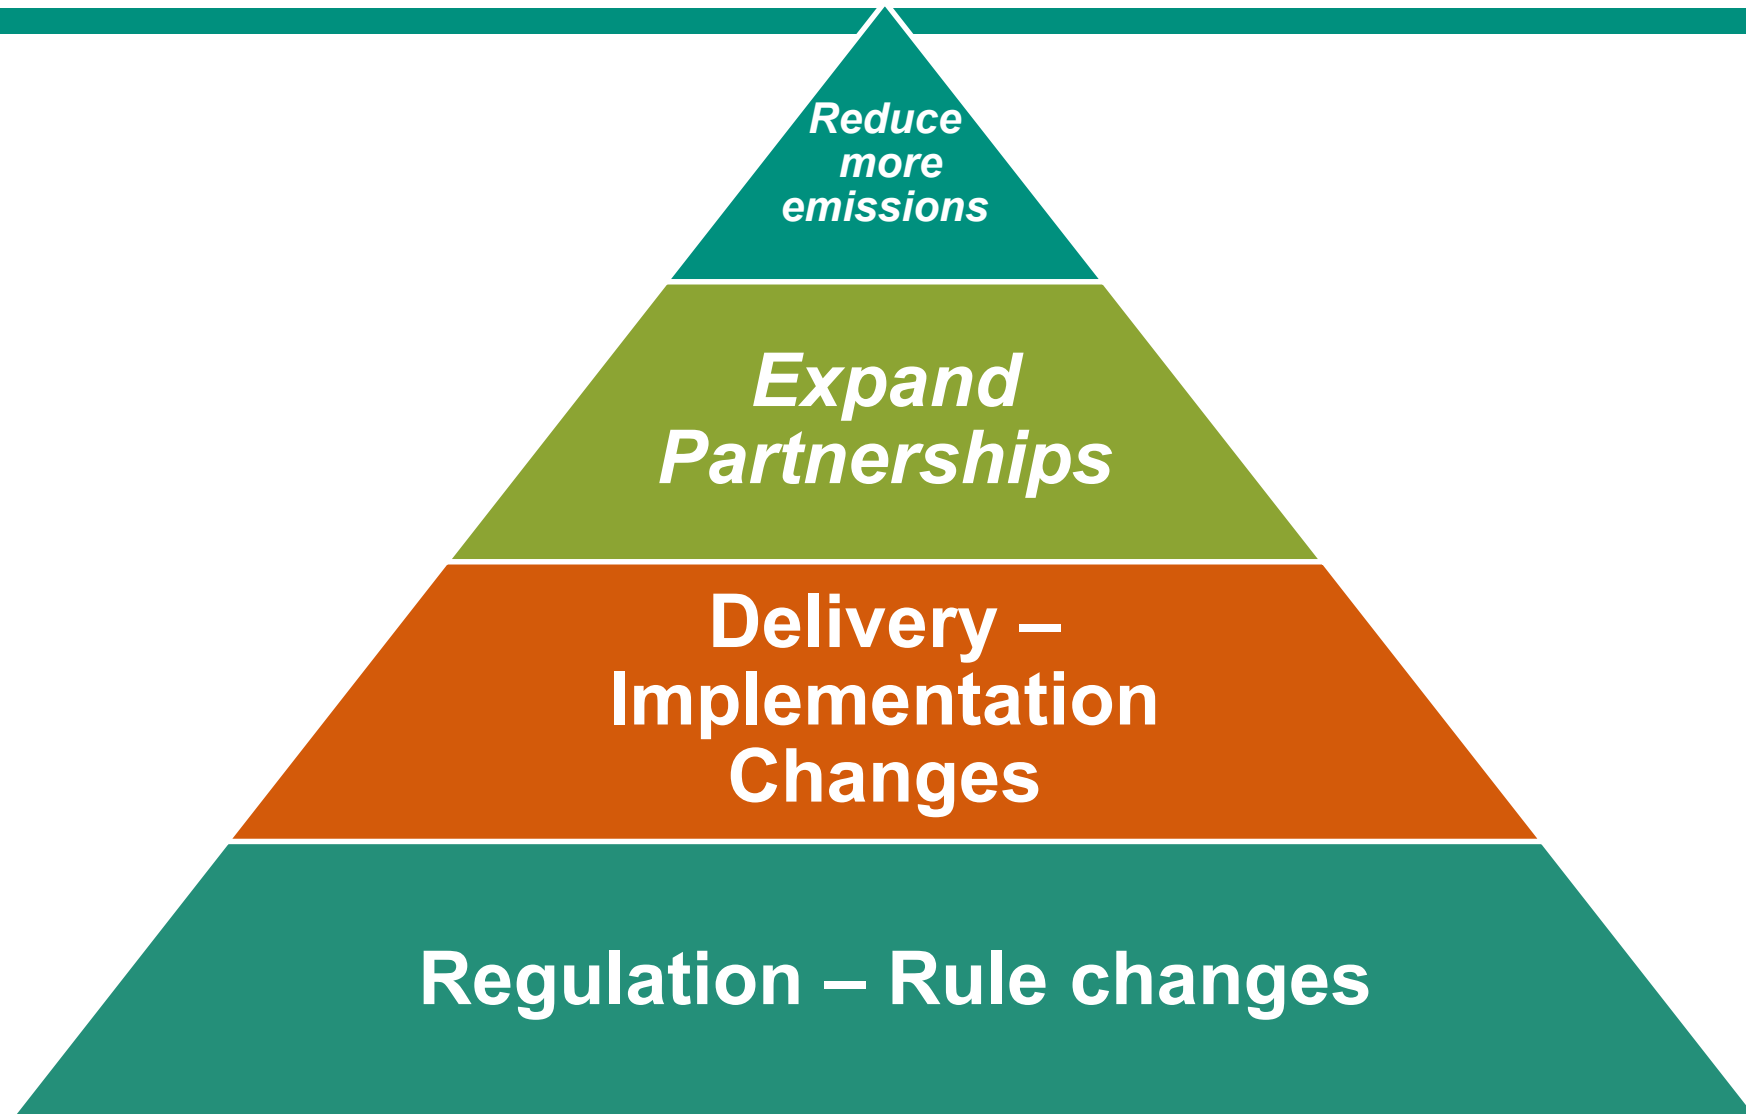 Reduce
more
emissions
Expand
Partnerships
Delivery –
Implementation
Changes
Regulation – Rule changes